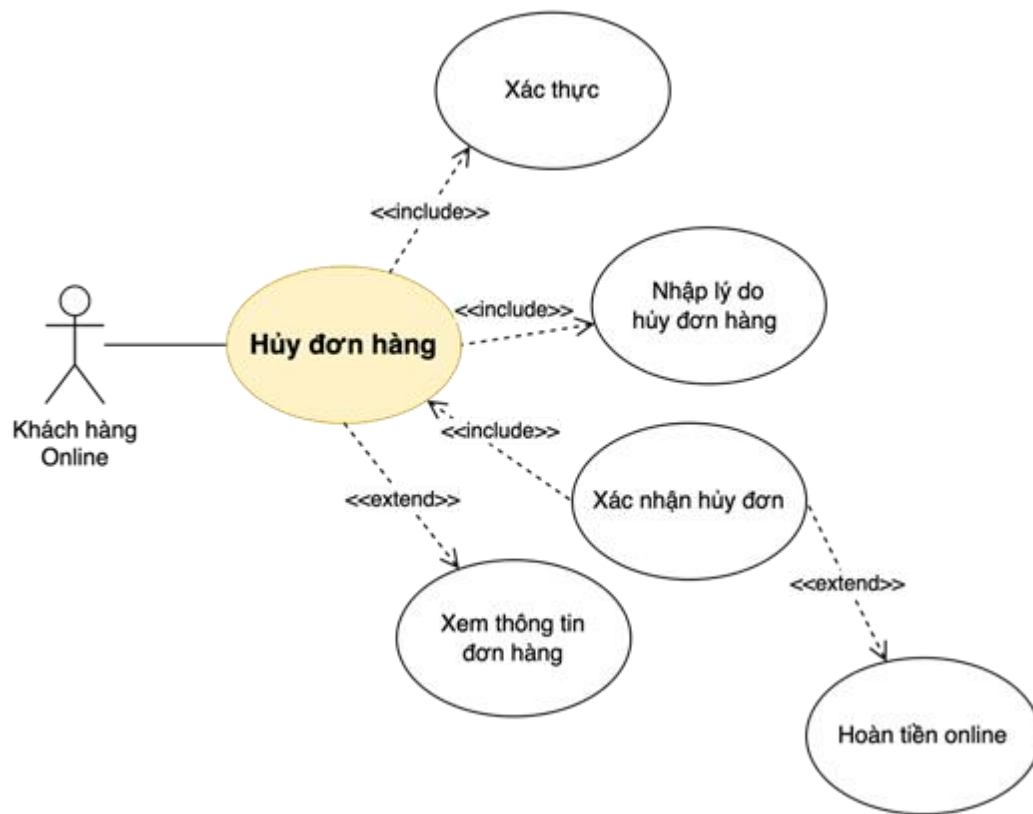 Xác thực
<<include>>
Nhập lý do
hủy đơn hàng
<<include>>
Hủy đơn hàng
Khách hàng
Online
<<include>>
Xác nhận hủy đơn
<<extend>>
<<extend>>
Xem thông tin
đơn hàng
Hoàn tiền online